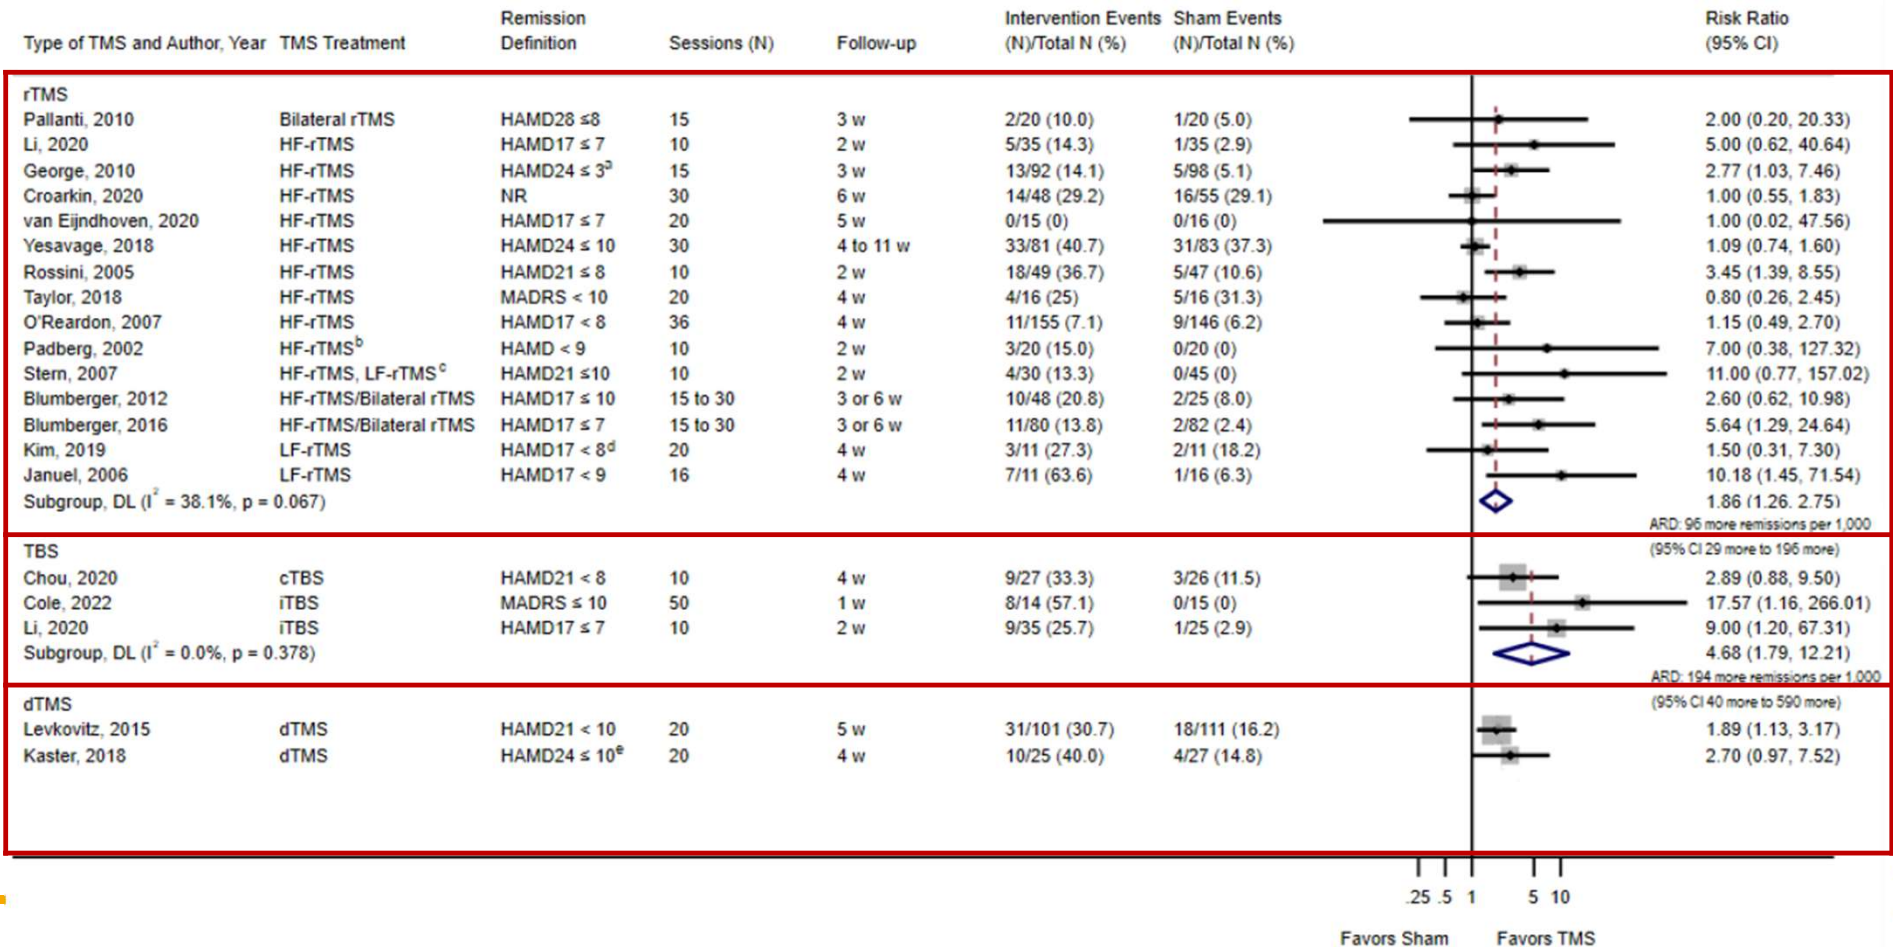 Remission Intervention Events Sham Events Risk Ratio
Type of TMS and Author, Year TMS Treatment Definition Sessions (N) Follow-up (N)/Total N (%) (N)/Total N (%) (95% CI)
rTMS
Pallanti, 2010 Bilateral rTMS HAMD28 ≤8 15 3 w 2/20 (10.0) 1/20 (5.0) 2.00 (0.20, 20.33)
Li, 2020 HF-rTMS HAMD17 ≤ 7 10 2 w 5/35 (14.3) 1/35 (2.9) 5.00 (0.62, 40.64)
George, 2010 HF-rTMS HAMD24 ≤ 3a 15 3 w 13/92 (14.1) 5/98 (5.1) 2.77 (1.03, 7.46)
Croarkin, 2020 HF-rTMS NR 30 6 w 14/48 (29.2) 16/55 (29.1) 1.00 (0.55, 1.83)
van Eijndhoven, 2020 HF-rTMS HAMD17 ≤ 7 20 5 w 0/15 (0) 0/16 (0) 1.00 (0.02, 47.56)
Yesavage, 2018 HF-rTMS HAMD24 ≤ 10 30 4 to 11 w 33/81 (40.7) 31/83 (37.3) 1.09 (0.74, 1.60)
Rossini, 2005 HF-rTMS HAMD21 ≤ 8 10 2 w 18/49 (36.7) 5/47 (10.6) 3.45 (1.39, 8.55)
Taylor, 2018 HF-rTMS MADRS < 10 20 4 w 4/16 (25) 5/16 (31.3) 0.80 (0.26, 2.45)
O'Reardon, 2007 HF-rTMS HAMD17 < 8 36 4 w 11/155 (7.1) 9/146 (6.2) 1.15 (0.49, 2.70)
Padberg, 2002 HF-rTMSb HAMD < 9 10 2 w 3/20 (15.0) 0/20 (0) 7.00 (0.38, 127.32)
Stern, 2007 HF-rTMS, LF-rTMSc HAMD21 ≤10 10 2 w 4/30 (13.3) 0/45 (0) 11.00 (0.77, 157.02)
Blumberger, 2012 HF-rTMS/Bilateral rTMS HAMD17 ≤ 10 15 to 30 3 or 6 w 10/48 (20.8) 2/25 (8.0) 2.60 (0.62, 10.98)
Blumberger, 2016 HF-rTMS/Bilateral rTMS HAMD17 ≤ 7 15 to 30 3 or 6 w 11/80 (13.8) 2/82 (2.4) 5.64 (1.29, 24.64)
Kim, 2019 LF-rTMS HAMD17 < 8d 20 4 w 3/11 (27.3) 2/11 (18.2) 1.50 (0.31, 7.30)
Januel, 2006 LF-rTMS HAMD17 < 9 16 4 w 7/11 (63.6) 1/16 (6.3) 10.18 (1.45, 71.54)
Subgroup, DL (I² = 38.1%, p = 0.067) 1.86 (1.26, 2.75)
ARD: 96 more remissions per 1,000
TBS (95% CI 29 more to 196 more)
Chou, 2020 cTBS HAMD21 < 8 10 4 w 9/27 (33.3) 3/26 (11.5) 2.89 (0.88, 9.50)
Cole, 2022 iTBS MADRS ≤ 10 50 1 w 8/14 (57.1) 0/15 (0) 17.57 (1.16, 266.01)
Li, 2020 iTBS HAMD17 ≤ 7 10 2 w 9/35 (25.7) 1/25 (2.9) 9.00 (1.20, 67.31)
Subgroup, DL (I² = 0.0%, p = 0.378) 4.68 (1.79, 12.21)
ARD: 194 more remissions per 1,000
dTMS (95% CI 40 more to 590 more)
Levkovitz, 2015 dTMS HAMD21 < 10 20 5 w 31/101 (30.7) 18/111 (16.2) 1.89 (1.13, 3.17)
Kaster, 2018 dTMS HAMD24 ≤ 10e 20 4 w 10/25 (40.0) 4/27 (14.8) 2.70 (0.97, 7.52)
.25 .5 1 5 10
Favors Sham Favors TMS